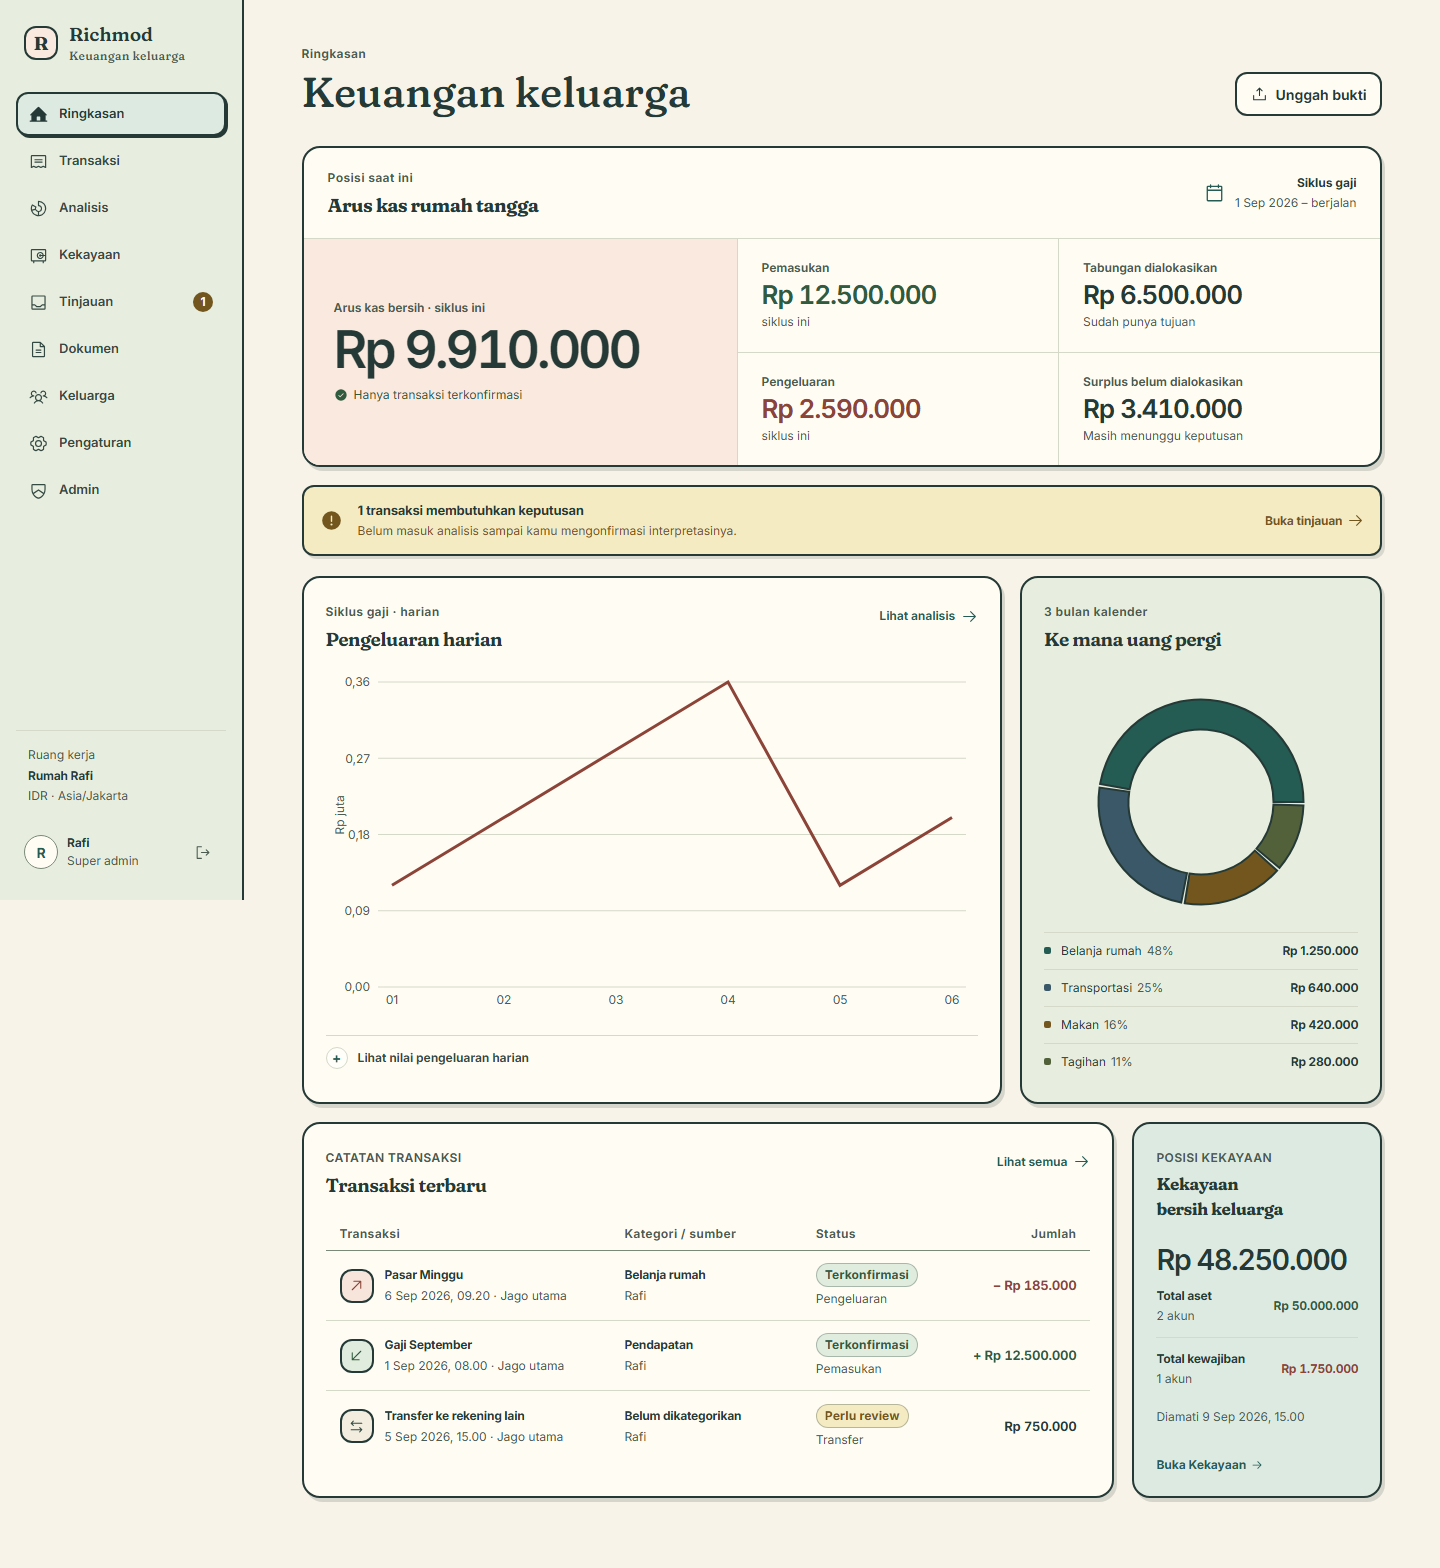 R
Richmod
Keuangan keluarga
Ringkasan
Transaksi
Analisis
Kekayaan
Tinjauan 1
Dokumen
Keluarga
Pengaturan
Admin
Ruang kerja
Rumah Rafi
IDR · Asia/Jakarta
R
Rafi
Super admin
Ringkasan
Keuangan keluarga
Unggah bukti
Posisi saat ini
Arus kas rumah tangga
Siklus gaji
1 Sep 2026 – berjalan
Arus kas bersih · siklus ini
Rp 9.910.000
Hanya transaksi terkonfirmasi
Pemasukan
Rp 12.500.000
siklus ini
Tabungan dialokasikan
Rp 6.500.000
Sudah punya tujuan
Pengeluaran
Rp 2.590.000
siklus ini
Surplus belum dialokasikan
Rp 3.410.000
Masih menunggu keputusan
1 transaksi membutuhkan keputusan
Belum masuk analisis sampai kamu mengonfirmasi interpretasinya.
Buka tinjauan →
Siklus gaji · harian
Pengeluaran harian
Lihat analisis →
Rp juta
0,36
0,27
0,18
0,09
0,00
01 02 03 04 05 06
+ Lihat nilai pengeluaran harian
3 bulan kalender
Ke mana uang pergi
Belanja rumah 48% Rp 1.250.000
Transportasi 25% Rp 640.000
Makan 16% Rp 420.000
Tagihan 11% Rp 280.000
CATATAN TRANSAKSI
Transaksi terbaru
Lihat semua →
Transaksi Kategori / sumber Status Jumlah
Pasar Minggu Belanja rumah Terkonfirmasi − Rp 185.000
6 Sep 2026, 09.20 · Jago utama Rafi Pengeluaran
Gaji September Pendapatan Terkonfirmasi + Rp 12.500.000
1 Sep 2026, 08.00 · Jago utama Rafi Pemasukan
Transfer ke rekening lain Belum dikategorikan Perlu review Rp 750.000
5 Sep 2026, 15.00 · Jago utama Rafi Transfer
POSISI KEKAYAAN
Kekayaan
bersih keluarga
Rp 48.250.000
Total aset Rp 50.000.000
2 akun
Total kewajiban Rp 1.750.000
1 akun
Diamati 9 Sep 2026, 15.00
Buka Kekayaan →